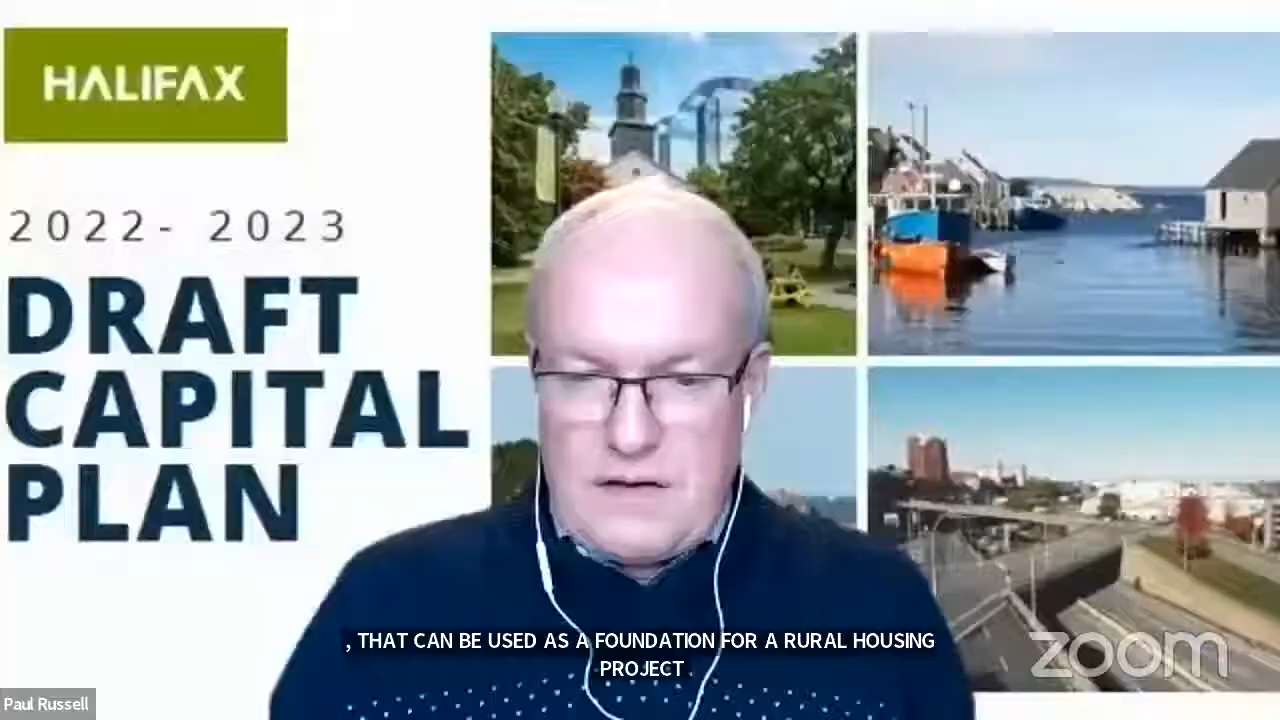 HALIFAX
2022- 2023
DRAFT
CAPITAL
PLAN
, THAT CAN BE USED AS A FOUNDATION FOR A RURAL HOUSING
PROJECT .
zoom
Paul Russell